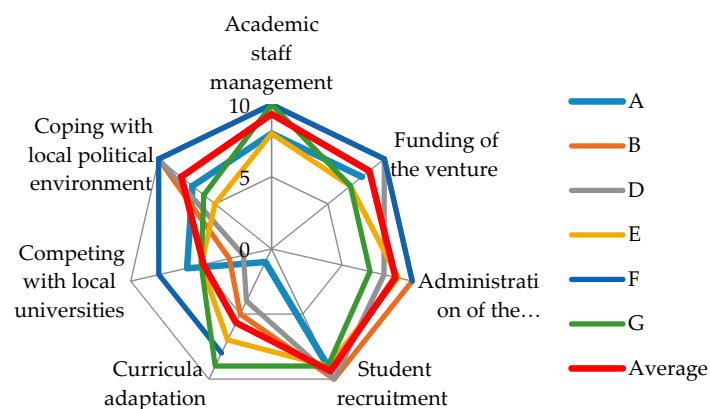 Academic
staff
management
10
5
0
Funding of
the venture
Administrati
on of the…
Student
recruitment
Curricula
adaptation
Competing
with local
universities
Coping with
local political
environment
A
B
D
E
F
G
Average